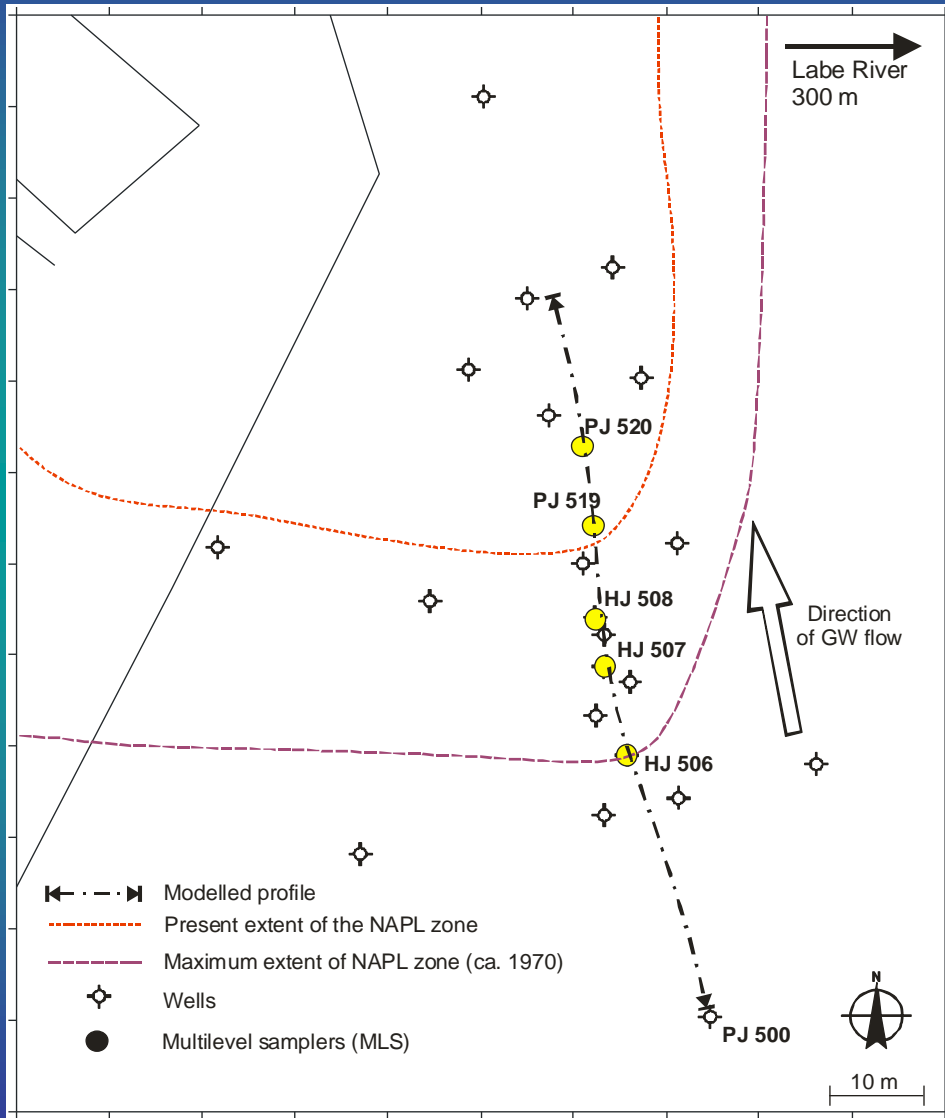 Labe River
300 m
PJ 520
PJ 519
HJ 508
HJ 507
Direction
of GW flow
HJ 506
Modelled profile
Present extent of the NAPL zone
Maximum extent of NAPL zone (ca. 1970)
Wells
Multilevel samplers (MLS)
N
PJ 500
10 m